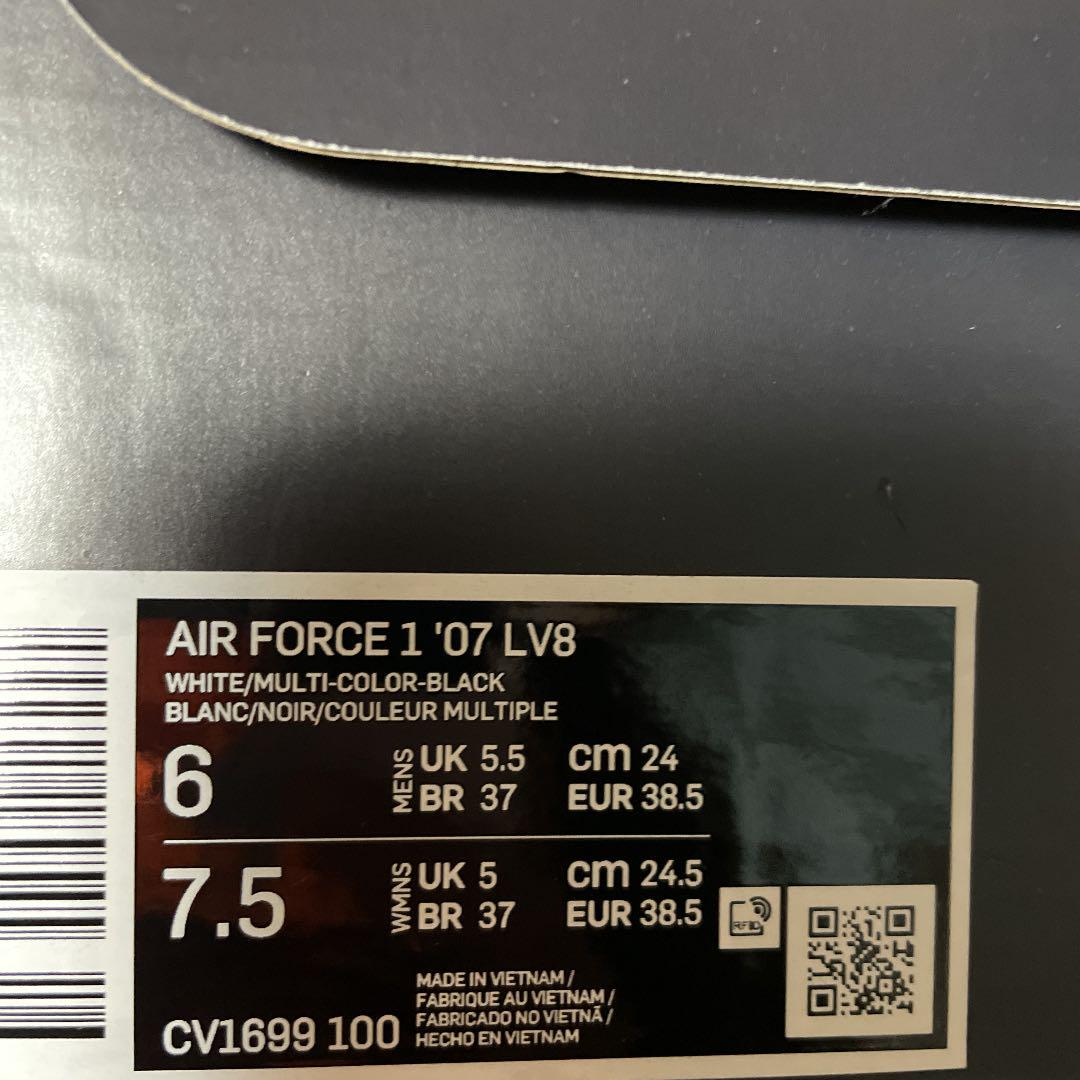 AIR FORCE 1 '07 LV8
WHITE/MULTI-COLOR-BLACK
BLANC/NOIR/COULEUR MULTIPLE
6 MENS UK 5.5 cm 24
BR 37 EUR 38.5
7.5 WMNS UK 5 cm 24.5
BR 37 EUR 38.5
RFID
MADE IN VIETNAM /
FABRIQUE AU VIETNAM /
FABRICADO NO VIETNÃ /
HECHO EN VIETNAM
CV1699 100